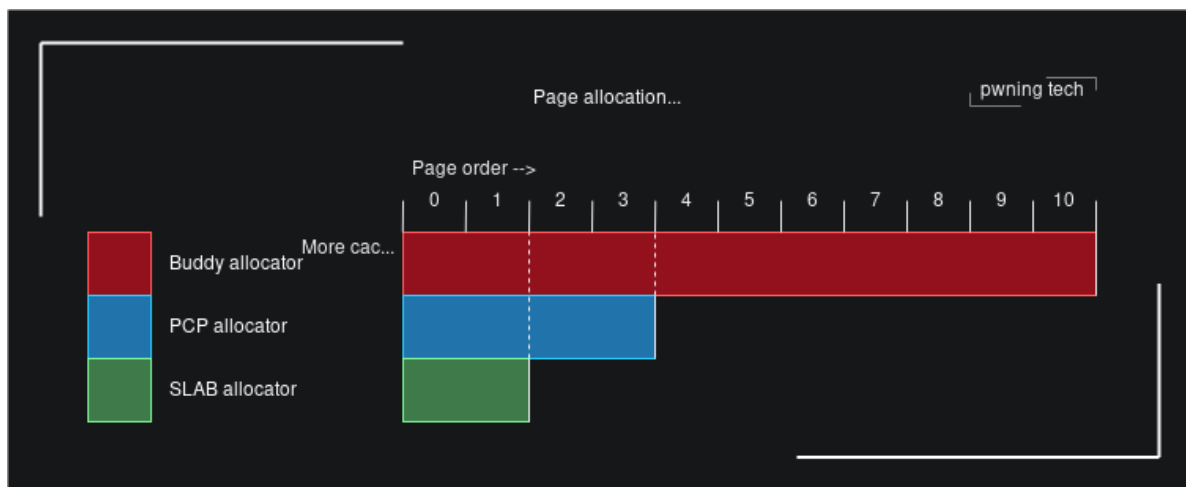 Page allocation...
pwning tech
Page order -->
0 1 2 3 4 5 6 7 8 9 10
More cac...
Buddy allocator
PCP allocator
SLAB allocator